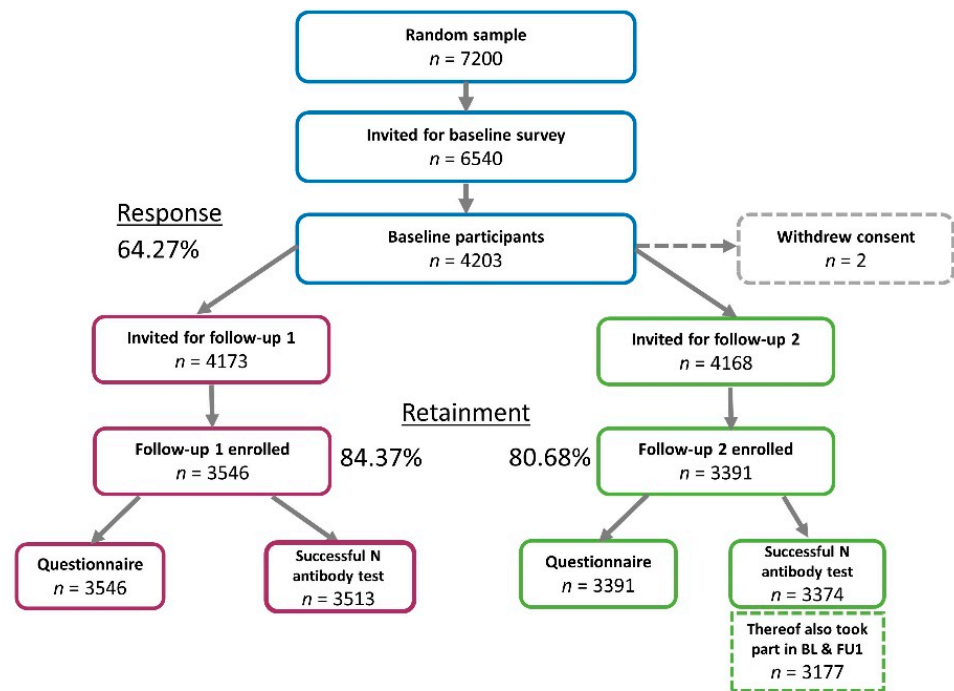 Random sample
n = 7200
Invited for baseline survey
n = 6540
Response
64.27%
Baseline participants
n = 4203
Withdrew consent
n = 2
Invited for follow-up 1
n = 4173
Invited for follow-up 2
n = 4168
Retainment
Follow-up 1 enrolled
n = 3546
84.37%
80.68%
Follow-up 2 enrolled
n = 3391
Questionnaire
n = 3546
Successful N
antibody test
n = 3513
Questionnaire
n = 3391
Successful N
antibody test
n = 3374
Thereof also took
part in BL & FU1
n = 3177